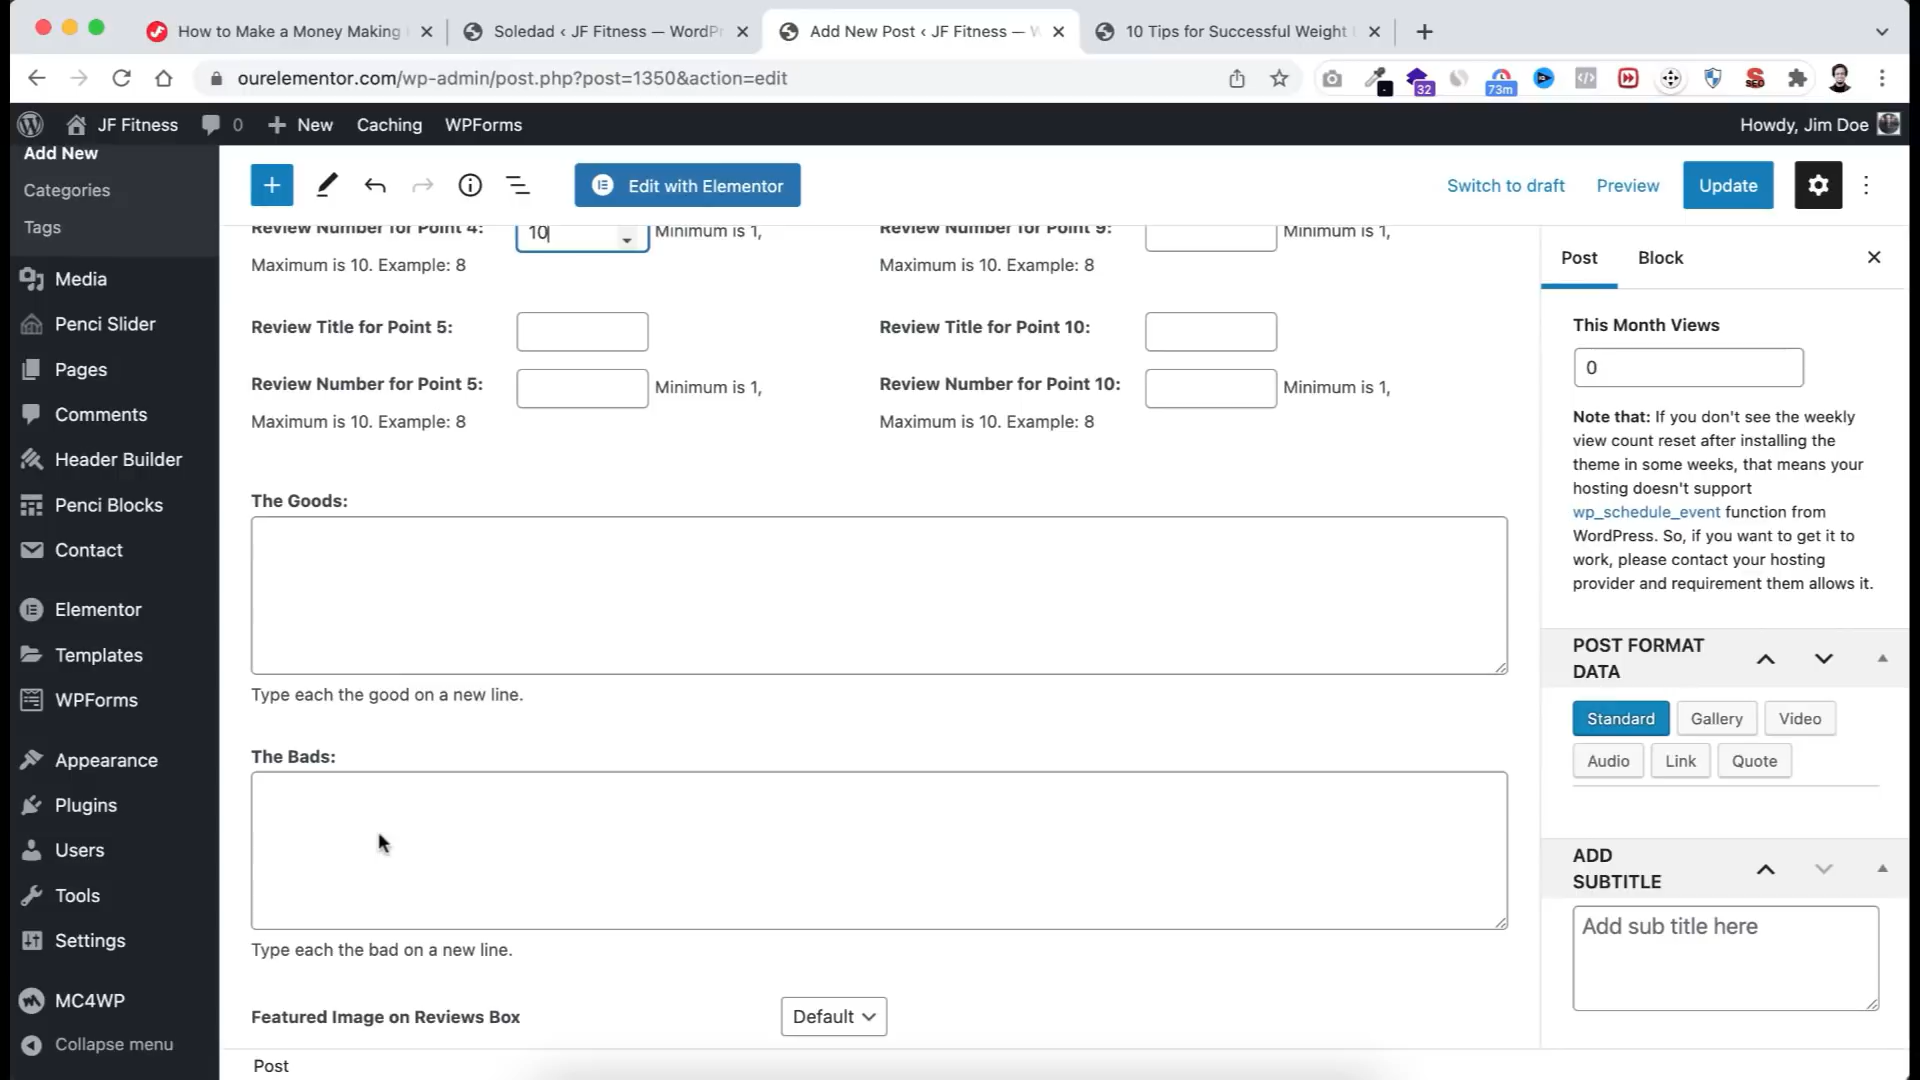 How to Make a Money Making
Soledad ‹ JF Fitness — WordPr
Add New Post ‹ JF Fitness — W
10 Tips for Successful Weight
ourelementor.com/wp-admin/post.php?post=1350&action=edit
32
73m
SEO
JF Fitness
0
New
Caching
WPForms
Howdy, Jim Doe
Add New
Categories
Tags
Media
Penci Slider
Pages
Comments
Header Builder
Penci Blocks
Contact
Elementor
Templates
WPForms
Appearance
Plugins
Users
Tools
Settings
MC4WP
Collapse menu
Edit with Elementor
Switch to draft
Preview
Update
Review Number for Point 4:
10
Minimum is 1,
Maximum is 10. Example: 8
Review Number for Point 9:
Minimum is 1,
Maximum is 10. Example: 8
Review Title for Point 5:
Review Title for Point 10:
Review Number for Point 5:
Minimum is 1,
Maximum is 10. Example: 8
Review Number for Point 10:
Minimum is 1,
Maximum is 10. Example: 8
The Goods:
Type each the good on a new line.
The Bads:
Type each the bad on a new line.
Featured Image on Reviews Box
Default
Post
Post
Block
This Month Views
0
Note that: If you don't see the weekly
view count reset after installing the
theme in some weeks, that means your
hosting doesn't support
wp_schedule_event function from
WordPress. So, if you want to get it to
work, please contact your hosting
provider and requirement them allows it.
POST FORMAT
DATA
Standard
Gallery
Video
Audio
Link
Quote
ADD
SUBTITLE
Add sub title here